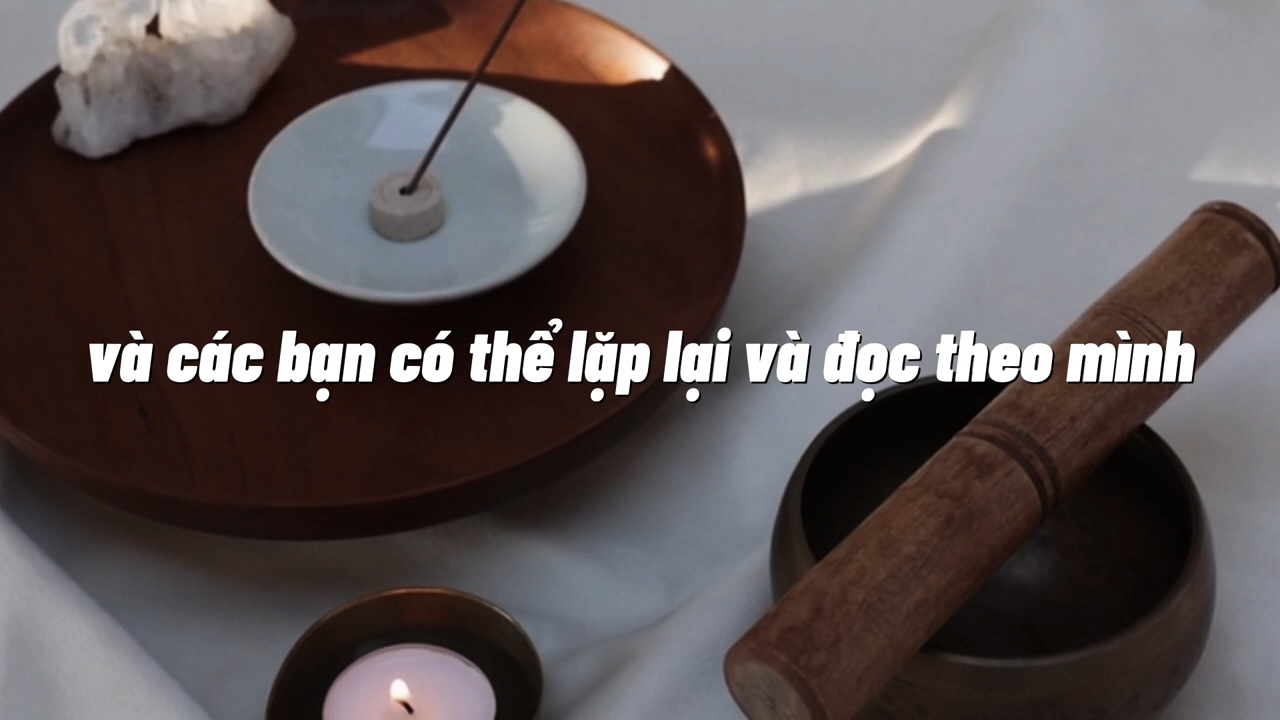 và các bạn có thể lặp lại và đọc theo mình